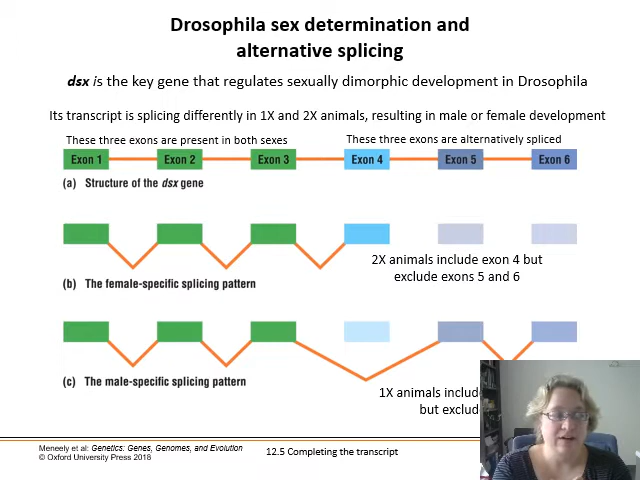 Drosophila sex determination and
alternative splicing
dsx is the key gene that regulates sexually dimorphic development in Drosophila
Its transcript is splicing differently in 1X and 2X animals, resulting in male or female development
These three exons are present in both sexes
These three exons are alternatively spliced
Exon 1 Exon 2 Exon 3 Exon 4 Exon 5 Exon 6
(a) Structure of the dsx gene
2X animals include exon 4 but
exclude exons 5 and 6
(b) The female-specific splicing pattern
(c) The male-specific splicing pattern
1X animals includ
but exclud
Meneely et al: Genetics: Genes, Genomes, and Evolution
© Oxford University Press 2018
12.5 Completing the transcript